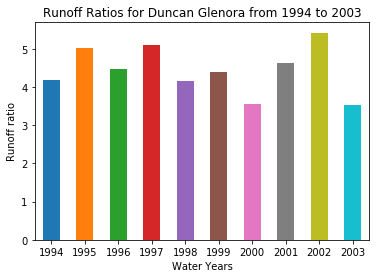 Runoff Ratios for Duncan Glenora from 1994 to 2003
Runoff ratio
5
4
3
2
1
0
1994 1995 1996 1997 1998 1999 2000 2001 2002 2003
Water Years